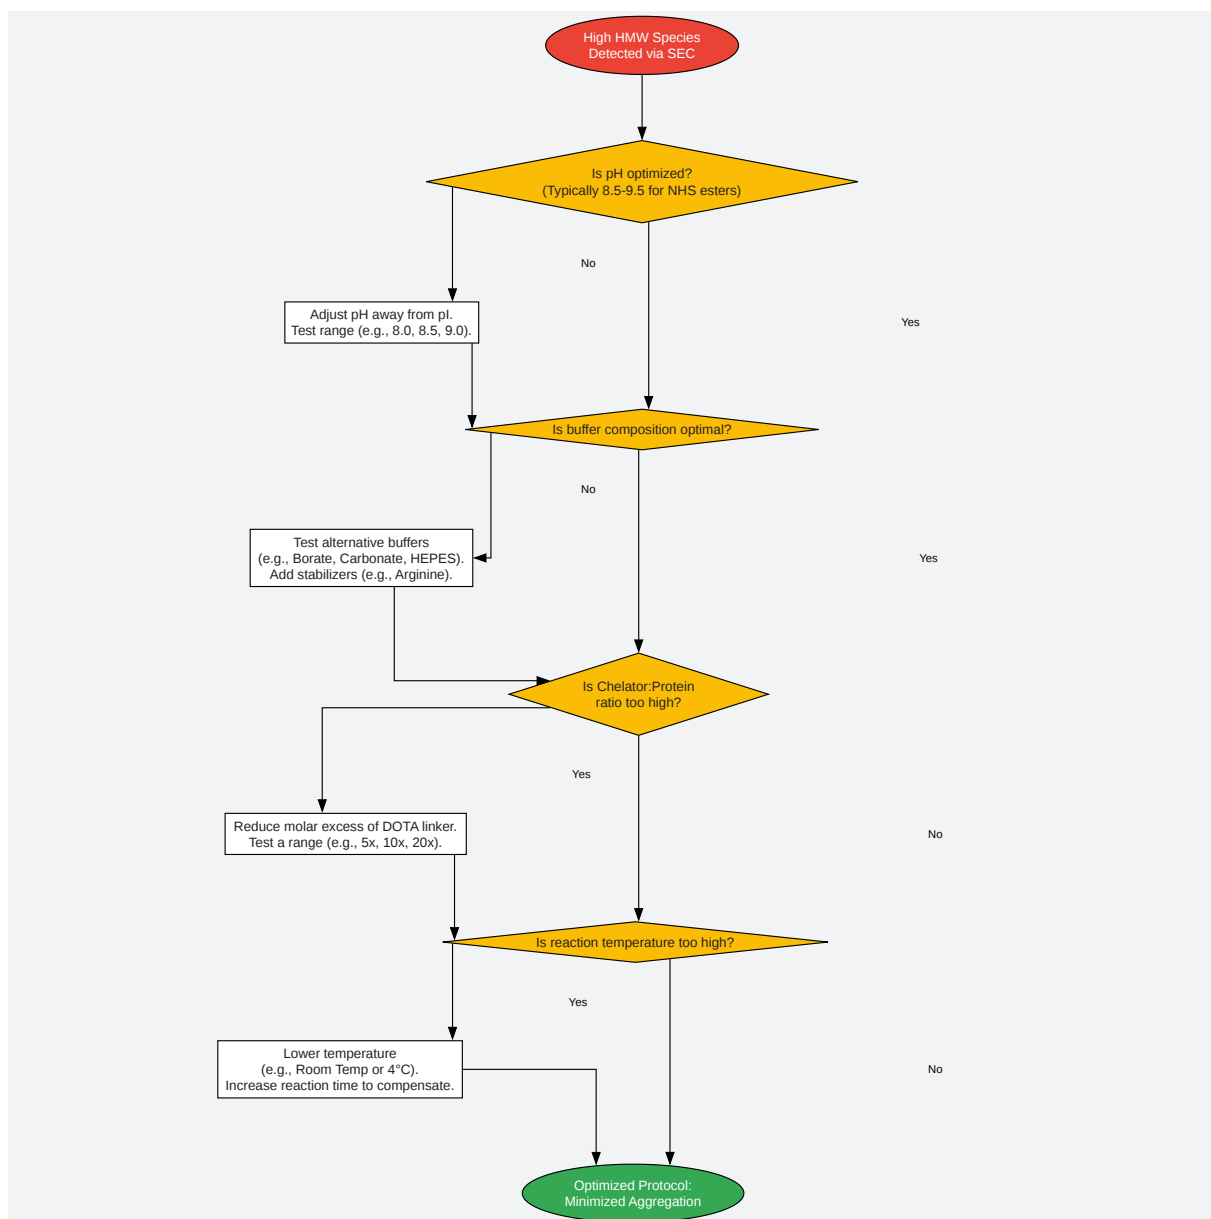 High HMW Species
Detected via SEC
Is pH optimized?
(Typically 8.5-9.5 for NHS esters)
No
Adjust pH away from pI.
Test range (e.g., 8.0, 8.5, 9.0).
Yes
Is buffer composition optimal?
No
Test alternative buffers
(e.g., Borate, Carbonate, HEPES).
Add stabilizers (e.g., Arginine).
Yes
Is Chelator:Protein
ratio too high?
Yes
Reduce molar excess of DOTA linker.
Test a range (e.g., 5x, 10x, 20x).
No
Is reaction temperature too high?
Yes
Lower temperature
(e.g., Room Temp or 4°C).
Increase reaction time to compensate.
No
Optimized Protocol:
Minimized Aggregation